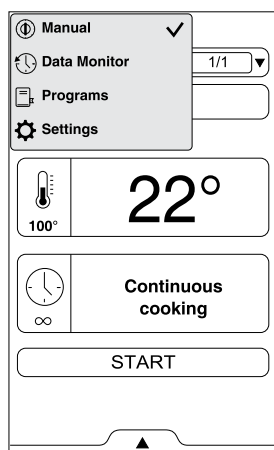 Manual
Data Monitor
1/1
Programs
Settings
22°
100°
Continuous
cooking
∞
START